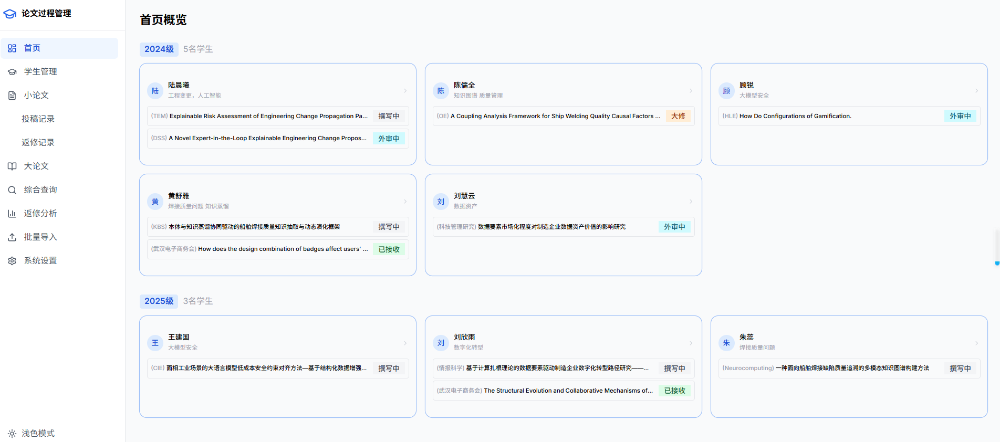 论文过程管理
首页
学生管理
小论文
投稿记录
返修记录
大论文
综合查询
返修分析
批量导入
系统设置
浅色模式
首页概览
2024级 5名学生
陆
陆晨曦
工程变更，人工智能
(TEM) Explainable Risk Assessment of Engineering Change Propagation Pa... 撰写中
(DSS) A Novel Expert-in-the-Loop Explainable Engineering Change Propos... 外审中
陈
陈儒全
知识图谱 质量管理
(OE) A Coupling Analysis Framework for Ship Welding Quality Causal Factors ... 大修
顾
顾锐
大模型安全
(HLE) How Do Configurations of Gamification. 外审中
黄
黄舒雅
焊接质量问题 知识蒸馏
(KBS) 本体与知识蒸馏协同驱动的船舶焊接质量知识抽取与动态演化框架 撰写中
(武汉电子商务会) How does the design combination of badges affect users' ... 已接收
刘
刘慧云
数据资产
(科技管理研究) 数据要素市场化程度对制造企业数据资产价值的影响研究 外审中
2025级 3名学生
王
王建国
大模型安全
(CIE) 面相工业场景的大语言模型低成本安全约束对齐方法—基于结构化数据增强... 撰写中
刘
刘欣雨
数字化转型
(情报科学) 基于计算扎根理论的数据要素驱动制造企业数字化转型路径研究——... 撰写中
(武汉电子商务会) The Structural Evolution and Collaborative Mechanisms of... 已接收
朱
朱蕊
焊接质量问题
(Neurocomputing) 一种面向船舶焊接缺陷质量追溯的多模态知识图谱构建方法 撰写中